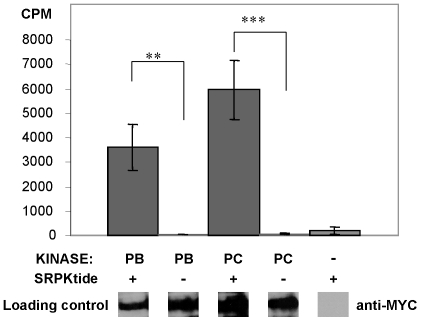 CPM
8000
7000
6000
5000
4000
3000
2000
1000
0
** ***
KINASE: PB PB PC PC -
SRPKtide + - + - +
Loading control anti-MYC